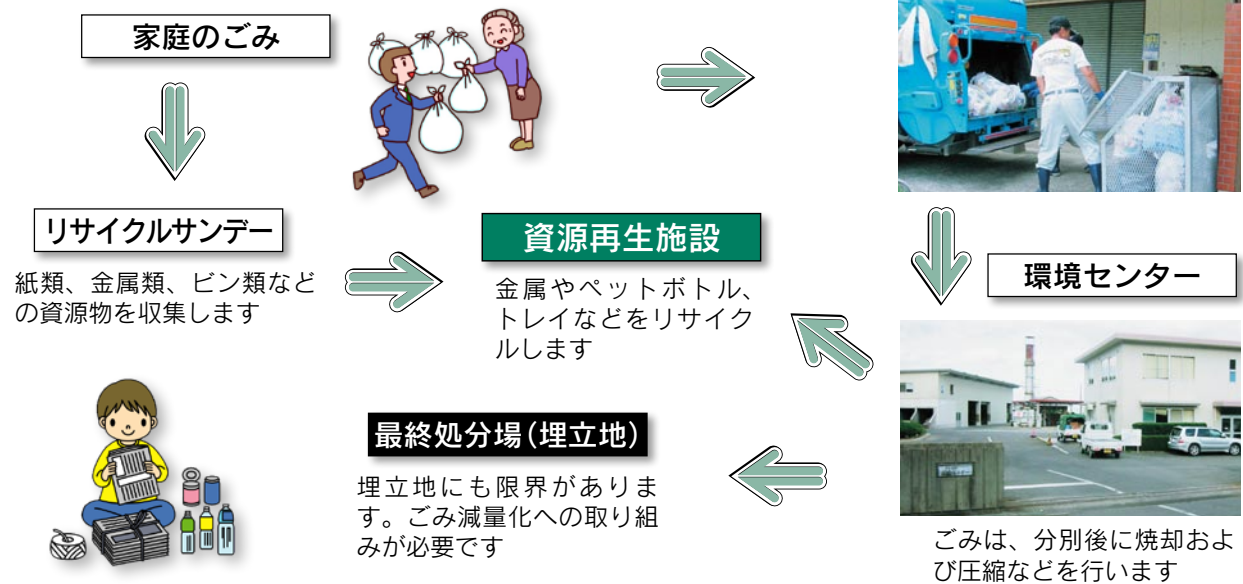 家庭のごみ
リサイクルサンデー
紙類、金属類、ビン類など
の資源物を収集します
資源再生施設
金属やペットボトル、
トレイなどをリサイク
ルします
環境センター
ごみは、分別後に焼却およ
び圧縮などを行います
最終処分場(埋立地)
埋立地にも限界がありま
す。ごみ減量化への取り組
みが必要です